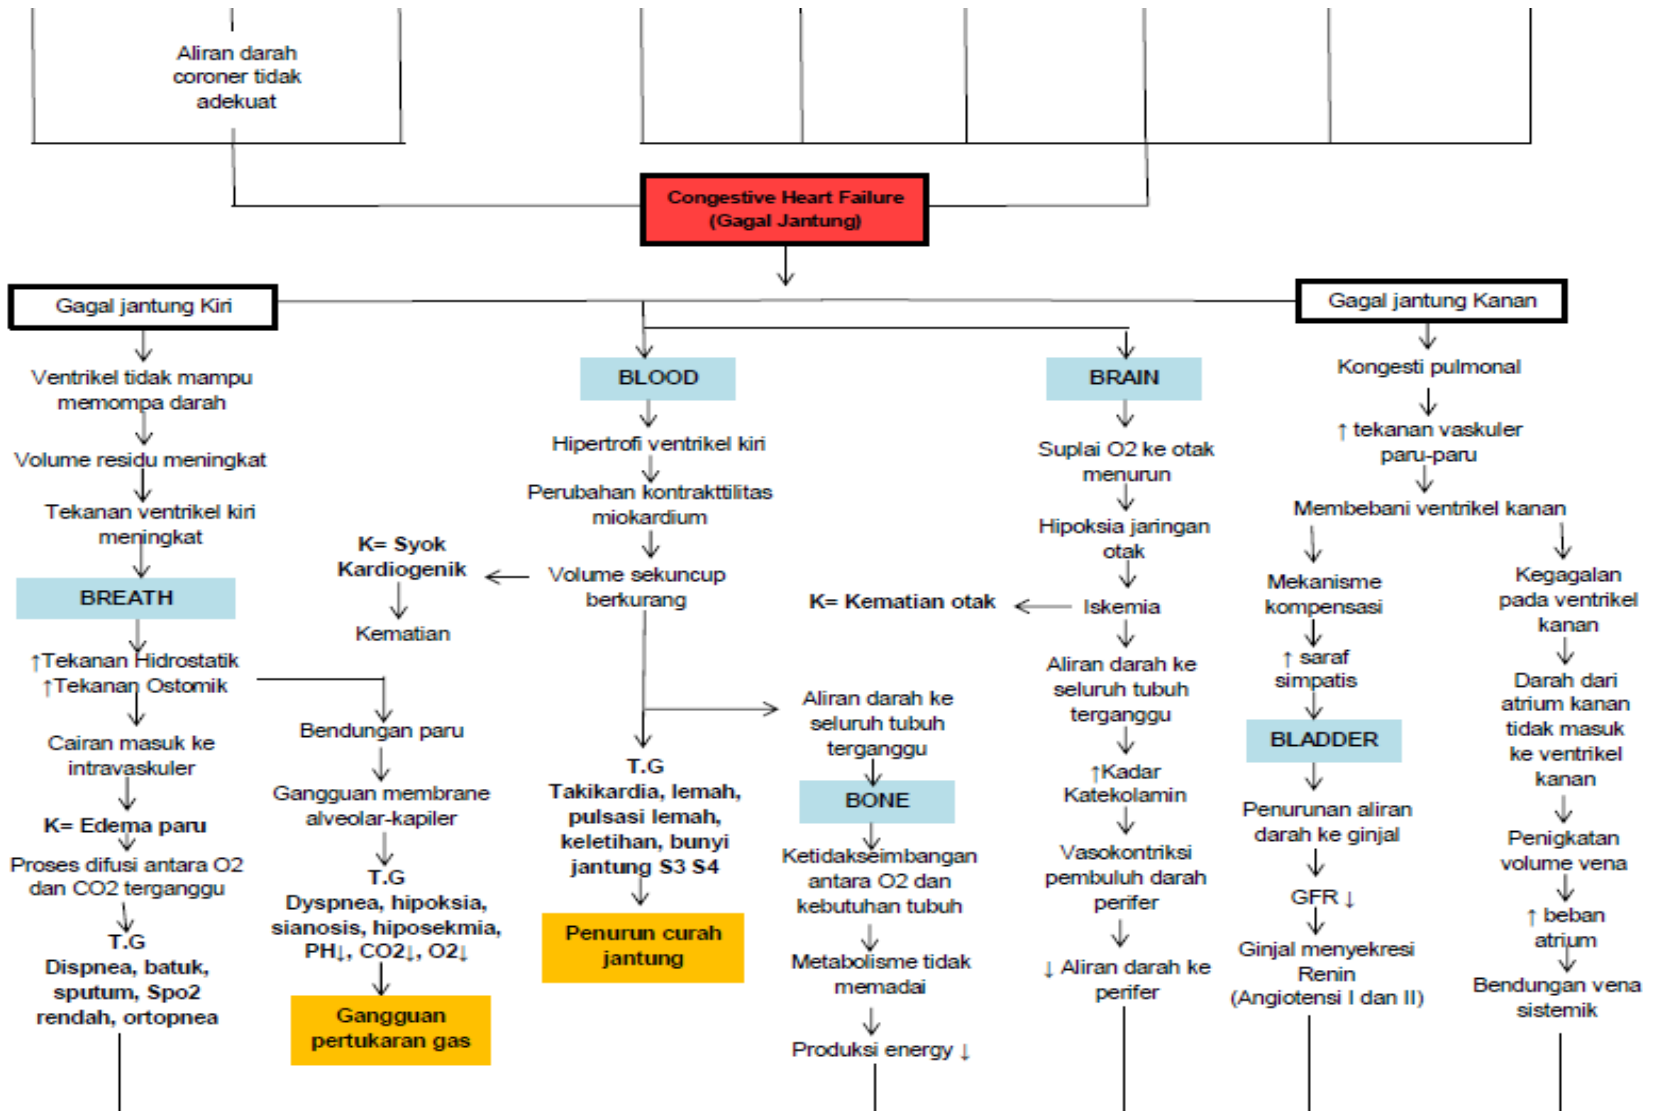 Aliran darah
coroner tidak
adekuat
Congestive Heart Failure
(Gagal Jantung)
Gagal jantung Kiri
Gagal jantung Kanan
Ventrikel tidak mampu
memompa darah
Volume residu meningkat
Tekanan ventrikel kiri
meningkat
BREATH
↑Tekanan Hidrostatik
↑Tekanan Ostomik
Cairan masuk ke
intravaskuler
K= Edema paru
Proses difusi antara O2
dan CO2 terganggu
T.G
Dispnea, batuk,
sputum, Spo2
rendah, ortopnea
Bendungan paru
Gangguan membrane
alveolar-kapiler
T.G
Dyspnea, hipoksia,
sianosis, hiposekmia,
PH↓, CO2↓, O2↓
Gangguan
pertukaran gas
BLOOD
Hipertrofi ventrikel kiri
Perubahan kontrakttilitas
miokardium
Volume sekuncup
berkurang
K= Syok
Kardiogenik
Kematian
T.G
Takikardia, lemah,
pulsasi lemah,
keletihan, bunyi
jantung S3 S4
Penurun curah
jantung
Aliran darah ke
seluruh tubuh
terganggu
BONE
Ketidakseimbangan
antara O2 dan
kebutuhan tubuh
Metabolisme tidak
memadai
Produksi energy ↓
BRAIN
Suplai O2 ke otak
menurun
Hipoksia jaringan
otak
Iskemia
K= Kematian otak
Aliran darah ke
seluruh tubuh
terganggu
↑Kadar
Katekolamin
Vasokontriksi
pembuluh darah
perifer
↓ Aliran darah ke
perifer
Kongesti pulmonal
↑ tekanan vaskuler
paru-paru
Membebani ventrikel kanan
Mekanisme
kompensasi
↑ saraf
simpatis
BLADDER
Penurunan aliran
darah ke ginjal
GFR ↓
Ginjal menyekresi
Renin
(Angiotensi I dan II)
Kegagalan
pada ventrikel
kanan
Darah dari
atrium kanan
tidak masuk
ke ventrikel
kanan
Penigkatan
volume vena
↑ beban
atrium
Bendungan vena
sistemik